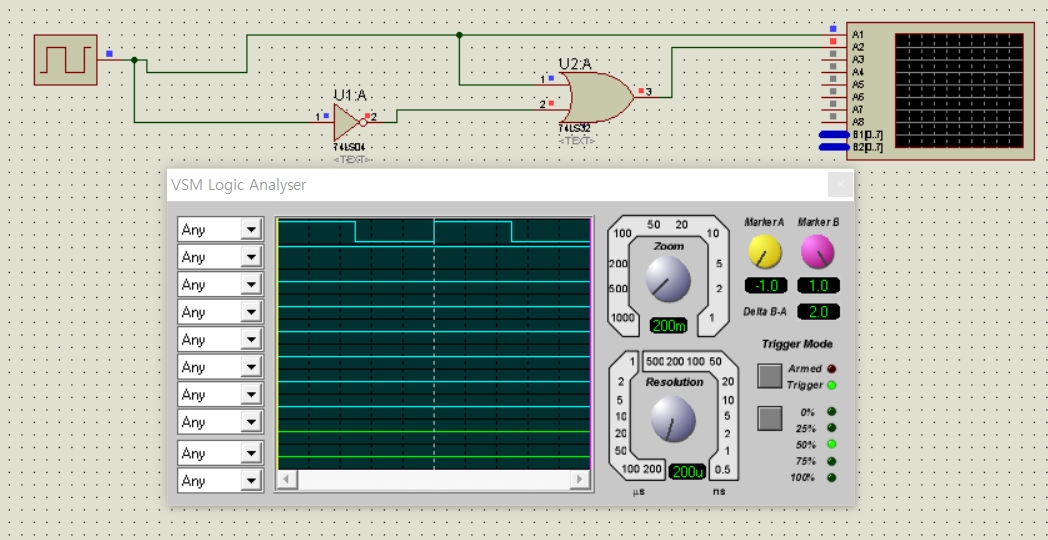 A1
A2
A3
A4
A5
A6
A7
A8
B1[0..7]
B2[0..7]
U2:A
1
2
3
74LS32
<TEXT>
U1:A
1
2
74LS04
<TEXT>
VSM Logic Analyser
Any
Any
Any
Any
Any
Any
Any
Any
Any
Any
Zoom
1000
500
200
100
50
20
10
5
2
1
200m
Marker A
Marker B
-1.0
1.0
Delta B-A
2.0
Resolution
1
2
5
10
20
50
100 200
µs
500 200 100 50
20
10
5
2
1
0.5
ns
200u
Trigger Mode
Armed
Trigger
0%
25%
50%
75%
100%